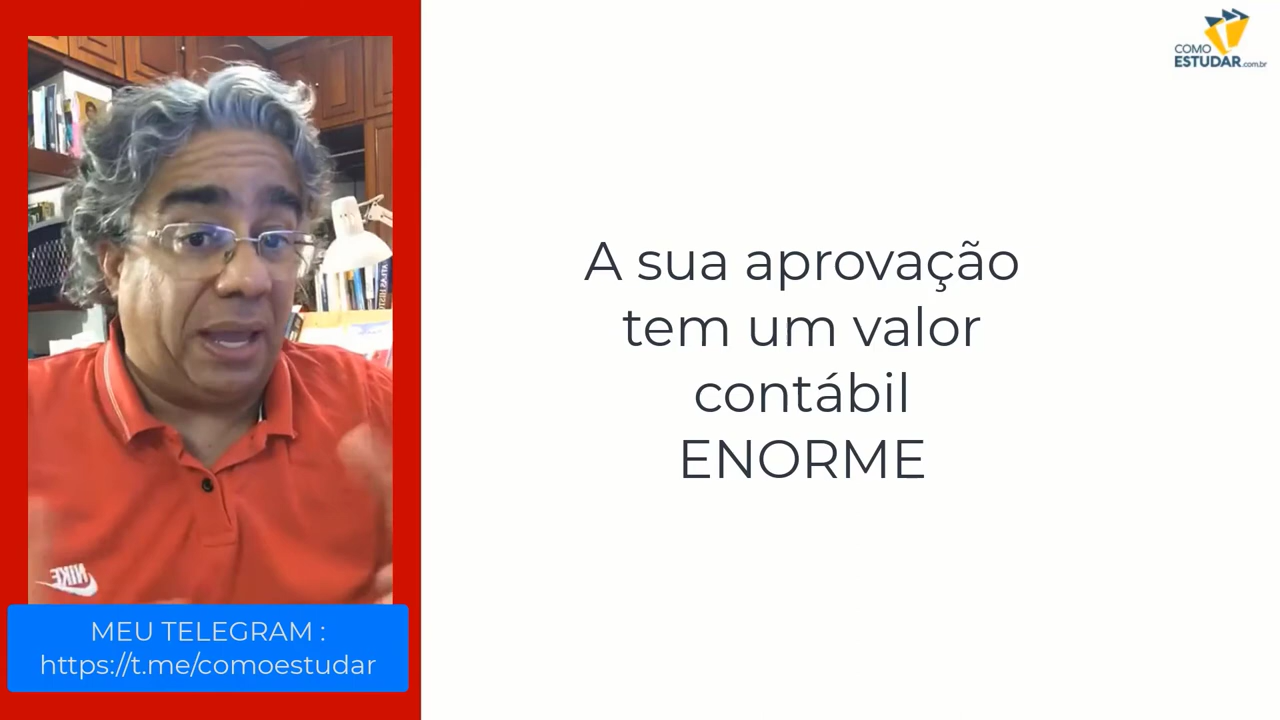 COMO
ESTUDAR.com.br
A sua aprovação
tem um valor
contábil
ENORME
NIKE
MEU TELEGRAM :
https://t.me/comoestudar